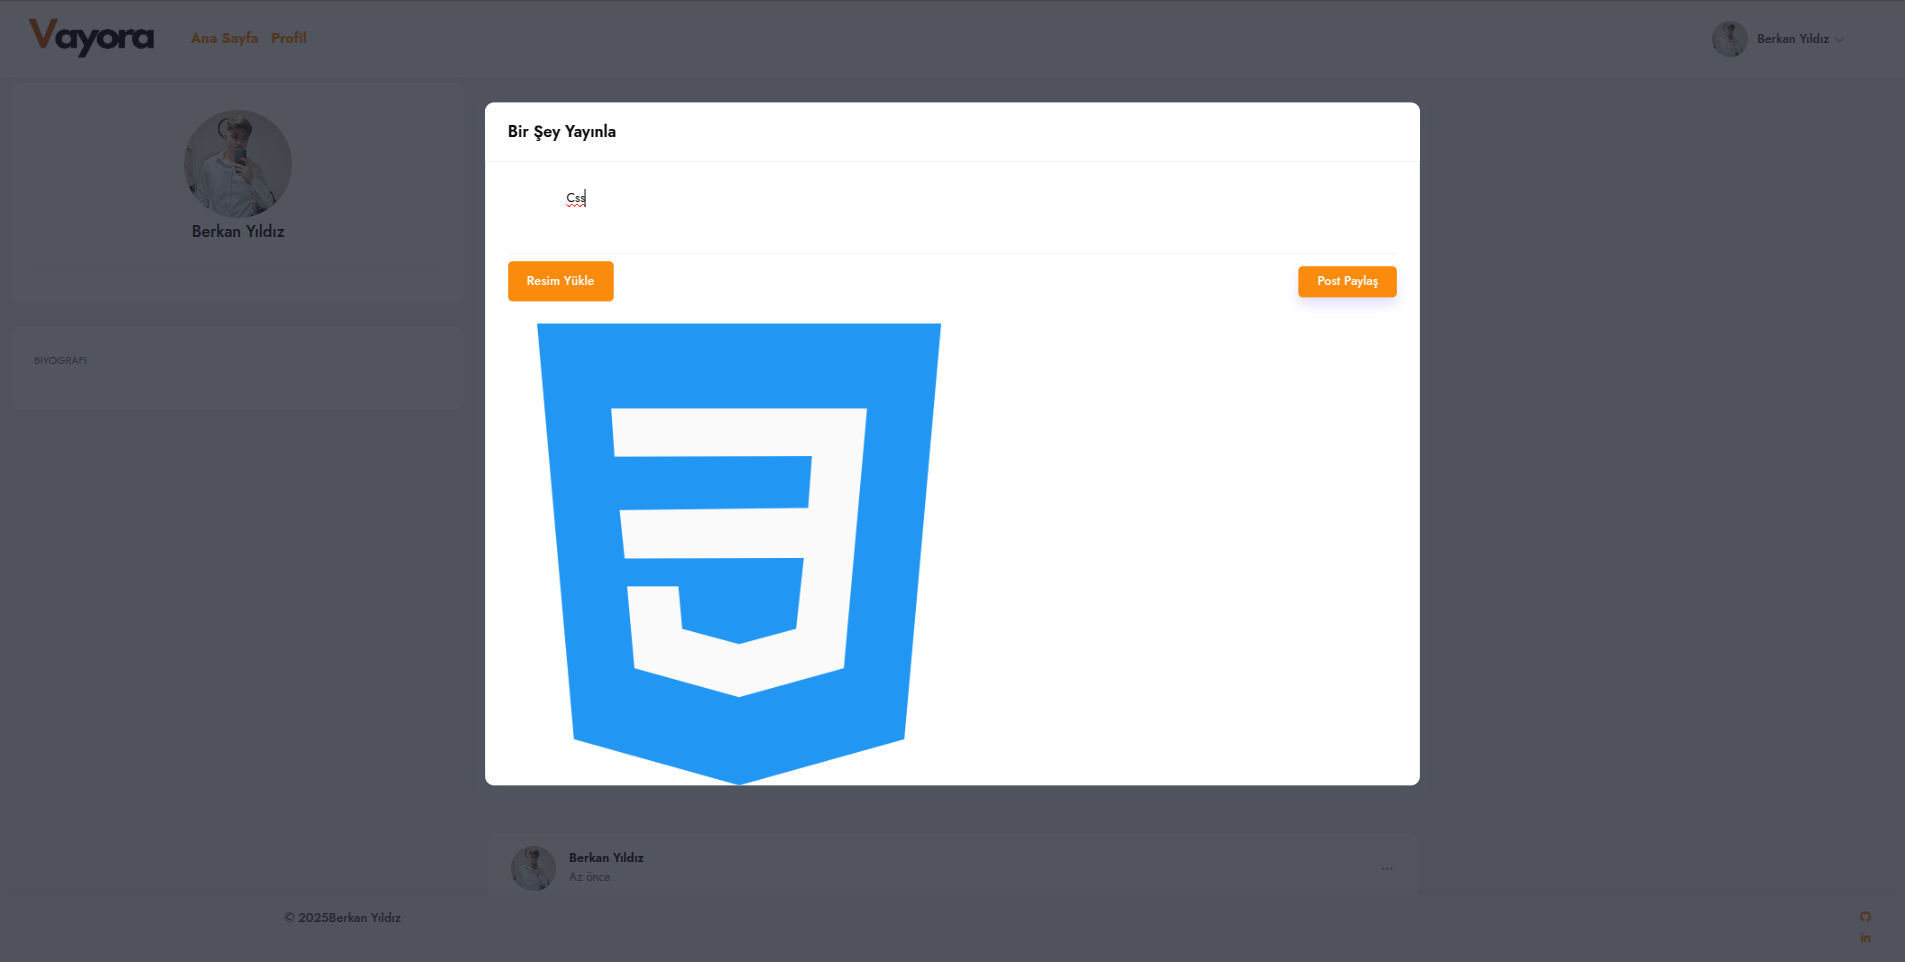 Vayora
Ana Sayfa Profil
Berkan Yıldız
Berkan Yıldız
BIYOGRAFI
Bir Şey Yayınla
Css
Resim Yükle
Post Paylaş
Berkan Yıldız
Az önce
© 2025Berkan Yıldız